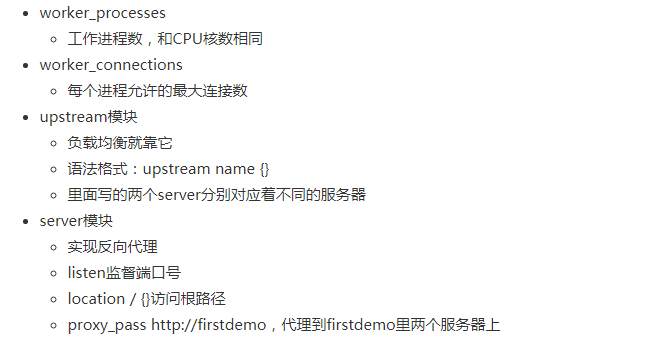 worker_processes
工作进程数，和CPU核数相同
worker_connections
每个进程允许的最大连接数
upstream模块
负载均衡就靠它
语法格式：upstream name {}
里面写的两个server分别对应着不同的服务器
server模块
实现反向代理
listen监督端口号
location / {}访问根路径
proxy_pass http://firstdemo，代理到firstdemo里两个服务器上